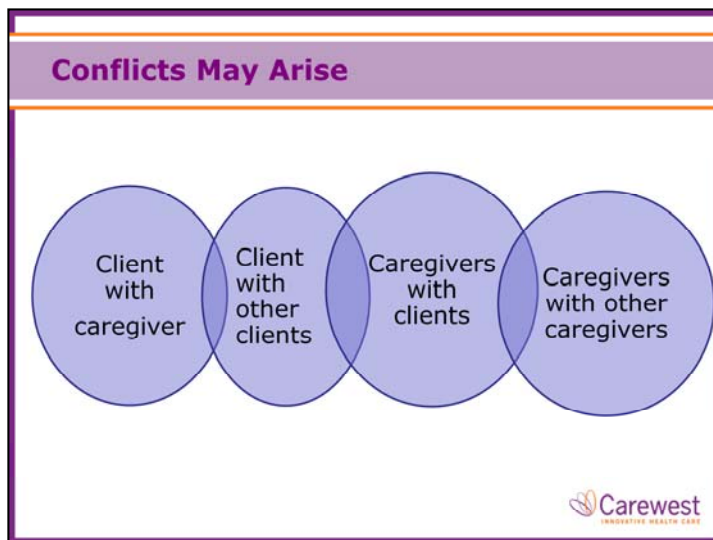 Conflicts May Arise
Client
with
caregiver
Client
with
other
clients
Caregivers
with
clients
Caregivers
with other
caregivers
Carewest
INNOVATIVE HEALTH CARE